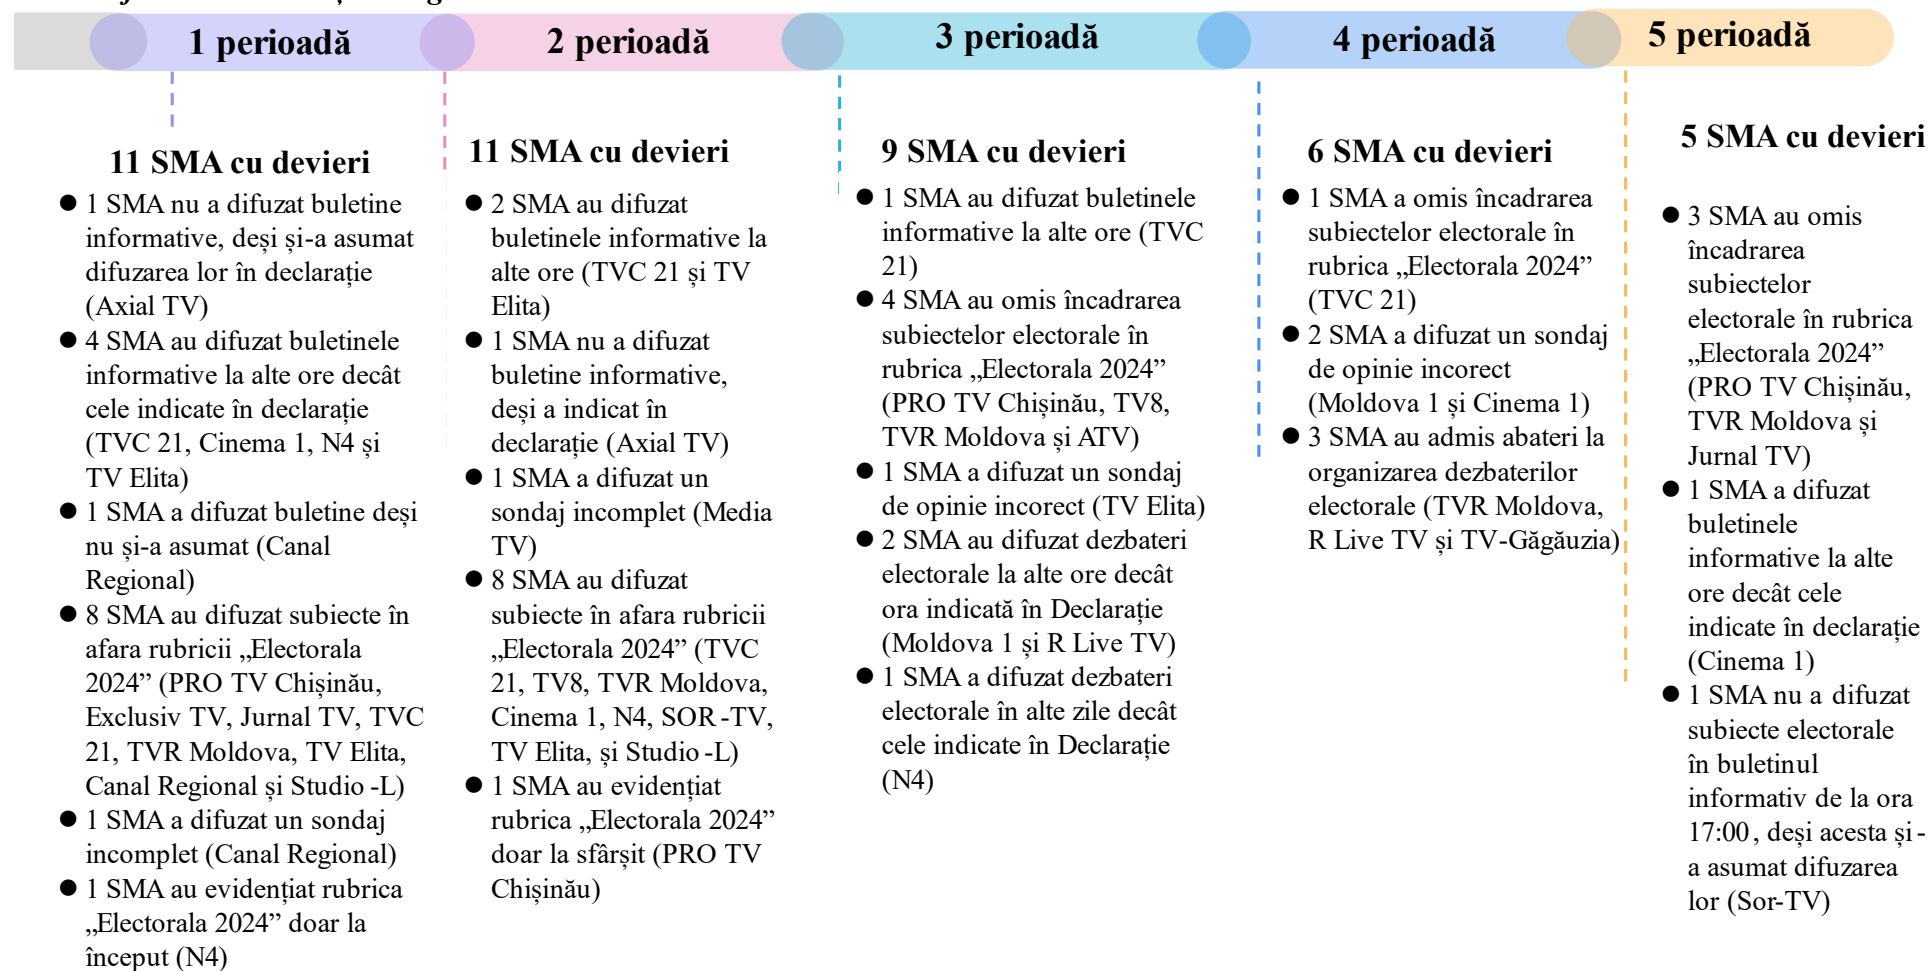 1 perioadă
2 perioadă
3 perioadă
4 perioadă
5 perioadă
11 SMA cu devieri
● 1 SMA nu a difuzat buletine
informative, deși și-a asumat
difuzarea lor în declarație
(Axial TV)
● 4 SMA au difuzat buletinele
informative la alte ore decât
cele indicate în declarație
(TVC 21, Cinema 1, N4 și
TV Elita)
● 1 SMA a difuzat buletine deși
nu și-a asumat (Canal
Regional)
● 8 SMA au difuzat subiecte în
afara rubricii „Electorala
2024” (PRO TV Chișinău,
Exclusiv TV, Jurnal TV, TVC
21, TVR Moldova, TV Elita,
Canal Regional și Studio -L)
● 1 SMA a difuzat un sondaj
incomplet (Canal Regional)
● 1 SMA au evidențiat rubrica
„Electorala 2024” doar la
început (N4)
11 SMA cu devieri
● 2 SMA au difuzat
buletinele informative la
alte ore (TVC 21 și TV
Elita)
● 1 SMA nu a difuzat
buletine informative,
deși a indicat în
declarație (Axial TV)
● 1 SMA a difuzat un
sondaj incomplet (Media
TV)
● 8 SMA au difuzat
subiecte în afara rubricii
„Electorala 2024” (TVC
21, TV8, TVR Moldova,
Cinema 1, N4, SOR -TV,
TV Elita, și Studio -L)
● 1 SMA au evidențiat
rubrica „Electorala 2024”
doar la sfârșit (PRO TV
Chișinău)
9 SMA cu devieri
● 1 SMA au difuzat buletinele
informative la alte ore (TVC
21)
● 4 SMA au omis încadrarea
subiectelor electorale în
rubrica „Electorala 2024”
(PRO TV Chișinău, TV8,
TVR Moldova și ATV)
● 1 SMA a difuzat un sondaj
de opinie incorect (TV Elita)
● 2 SMA au difuzat dezbateri
electorale la alte ore decât
ora indicată în Declarație
(Moldova 1 și R Live TV)
● 1 SMA a difuzat dezbateri
electorale în alte zile decât
cele indicate în Declarație
(N4)
6 SMA cu devieri
● 1 SMA a omis încadrarea
subiectelor electorale în
rubrica „Electorala 2024”
(TVC 21)
● 2 SMA a difuzat un sondaj
de opinie incorect
(Moldova 1 și Cinema 1)
● 3 SMA au admis abateri la
organizarea dezbaterilor
electorale (TVR Moldova,
R Live TV și TV-Găgăuzia)
5 SMA cu devieri
● 3 SMA au omis
încadrarea
subiectelor
electorale în rubrica
„Electorala 2024”
(PRO TV Chișinău,
TVR Moldova și
Jurnal TV)
● 1 SMA a difuzat
buletinele
informative la alte
ore decât cele
indicate în declarație
(Cinema 1)
● 1 SMA nu a difuzat
subiecte electorale
în buletinul
informativ de la ora
17:00, deși acesta și-
a asumat difuzarea
lor (Sor-TV)